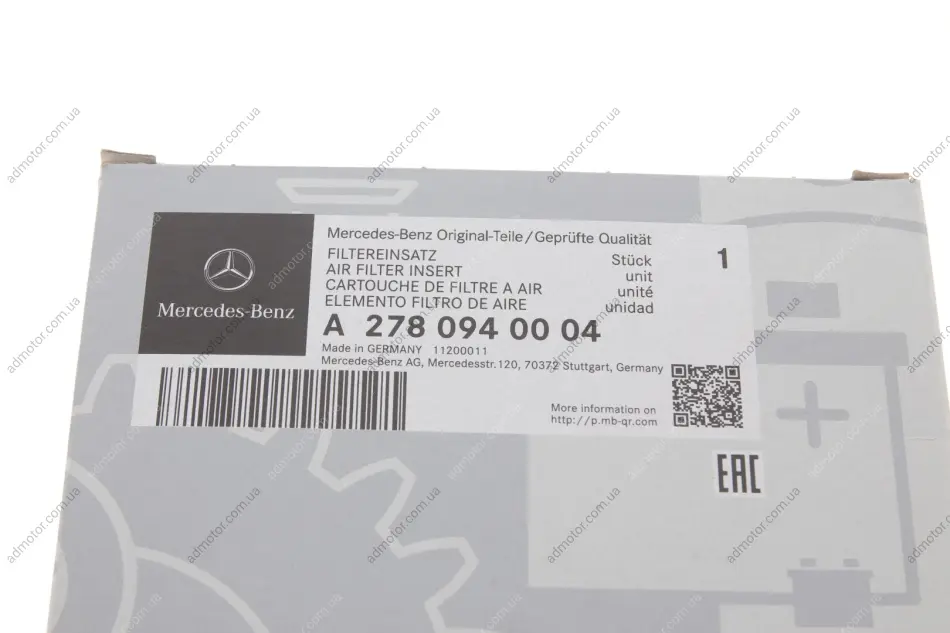 Mercedes-Benz
Mercedes-Benz Original-Teile/Geprüfte Qualität
FILTEREINSATZ
AIR FILTER INSERT
CARTOUCHE DE FILTRE A AIR
ELEMENTO FILTRO DE AIRE
Stück
unit
unité
unidad
1
A 278 094 00 04
Made in GERMANY 11200011
Mercedes-Benz AG, Mercedesstr.120, 70372 Stuttgart, Germany
More information on
http://p.mb-qr.com
EAC
admotor.com.ua